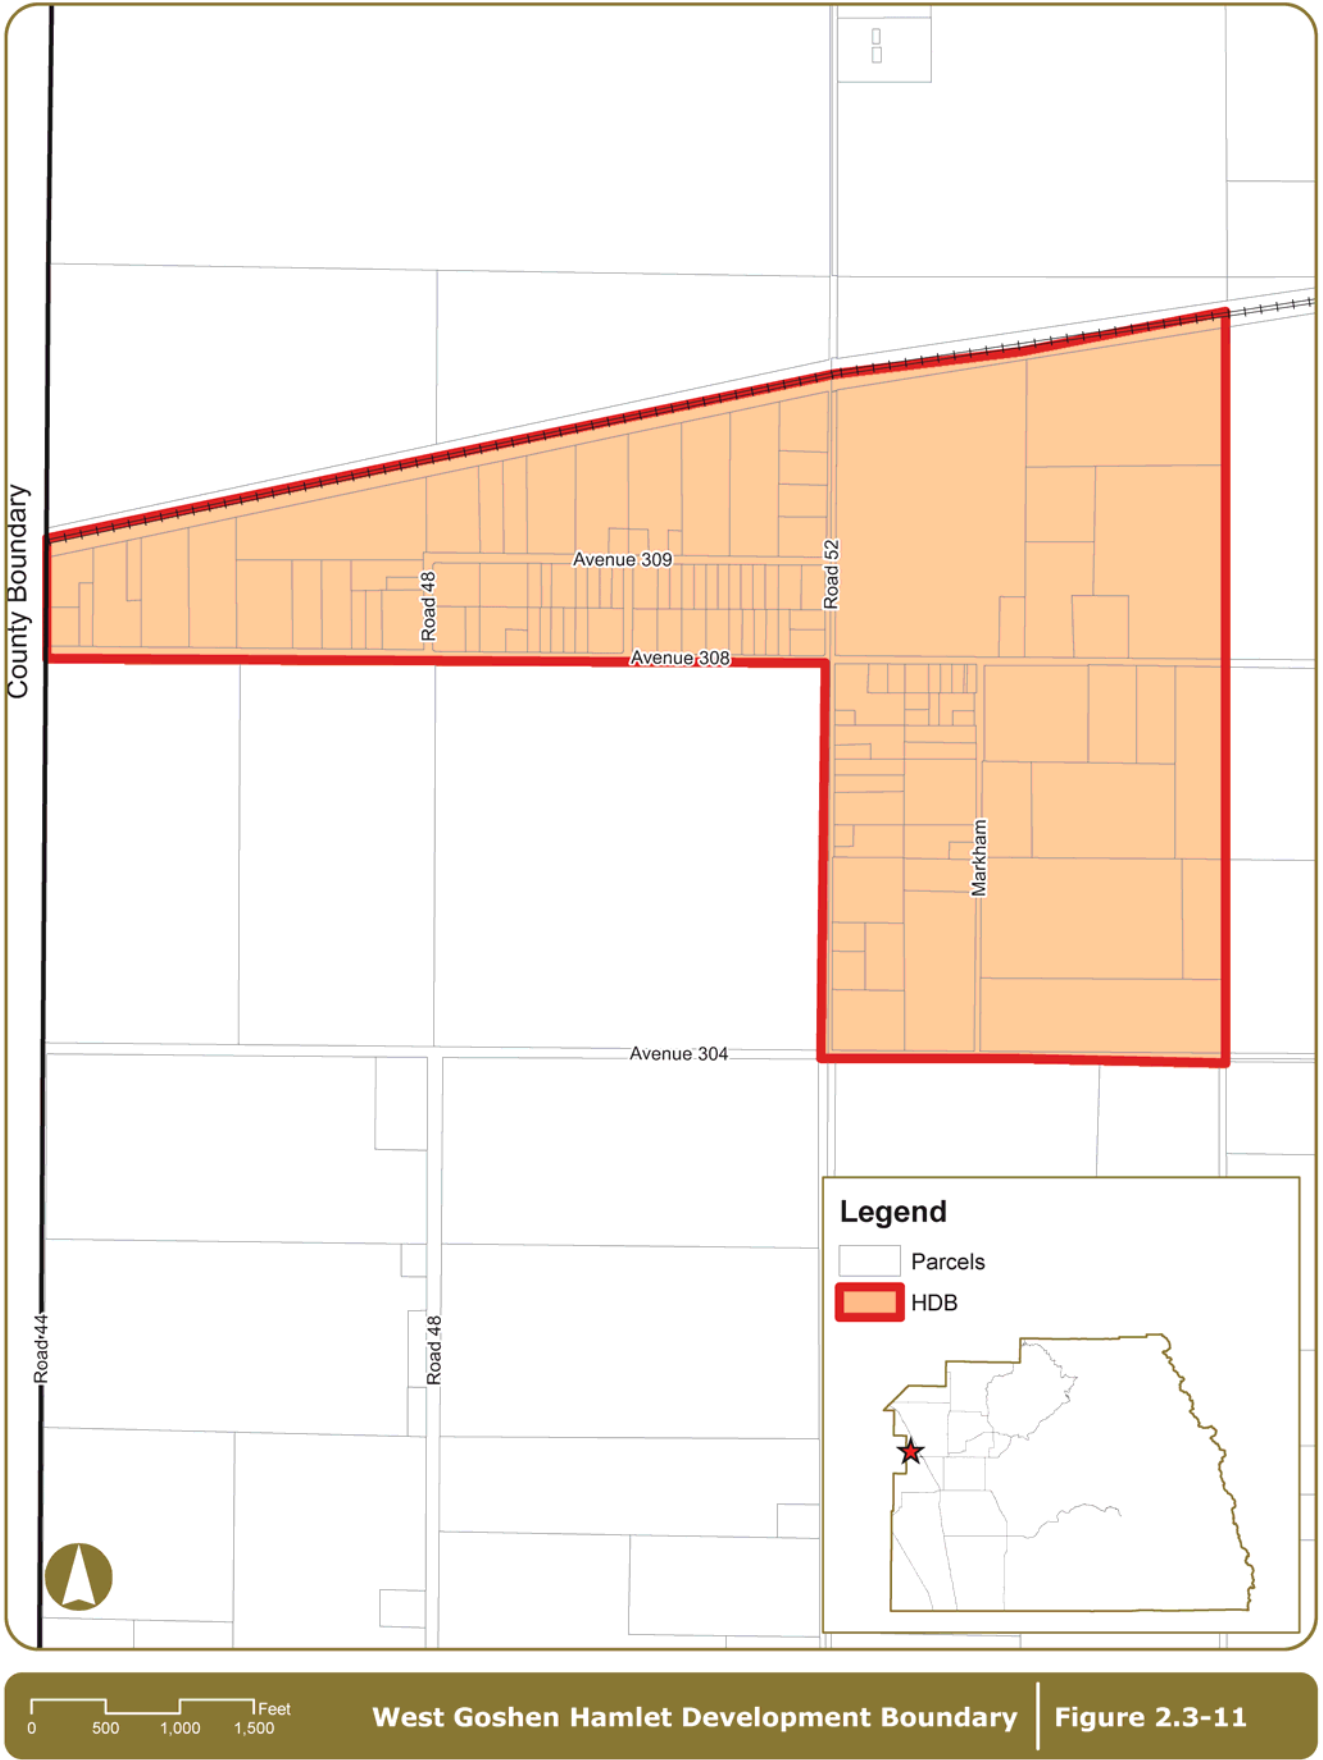 County Boundary
Avenue 309
Road 48
Road 52
Avenue 308
Markham
Avenue 304
Road 44
Road 48
Legend
Parcels
HDB
0 500 1,000 1,500 Feet
West Goshen Hamlet Development Boundary
Figure 2.3-11